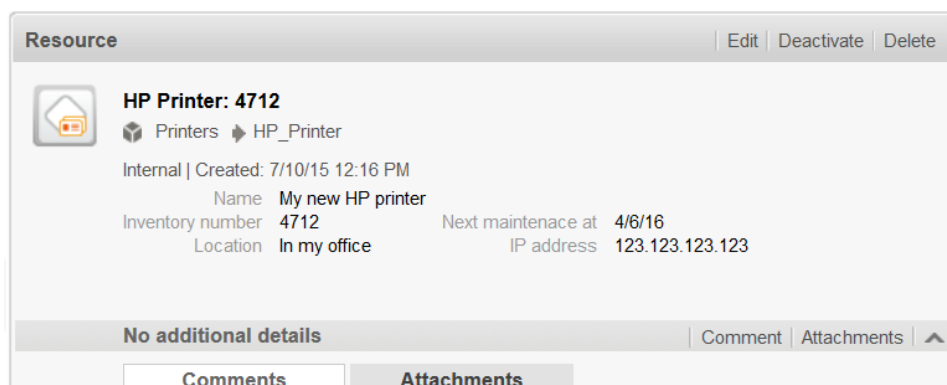 Resource | Edit | Deactivate | Delete
HP Printer: 4712
Printers HP_Printer
Internal | Created: 7/10/15 12:16 PM
Name My new HP printer
Inventory number 4712 Next maintenace at 4/6/16
Location In my office IP address 123.123.123.123
No additional details | Comment | Attachments |
Comments Attachments